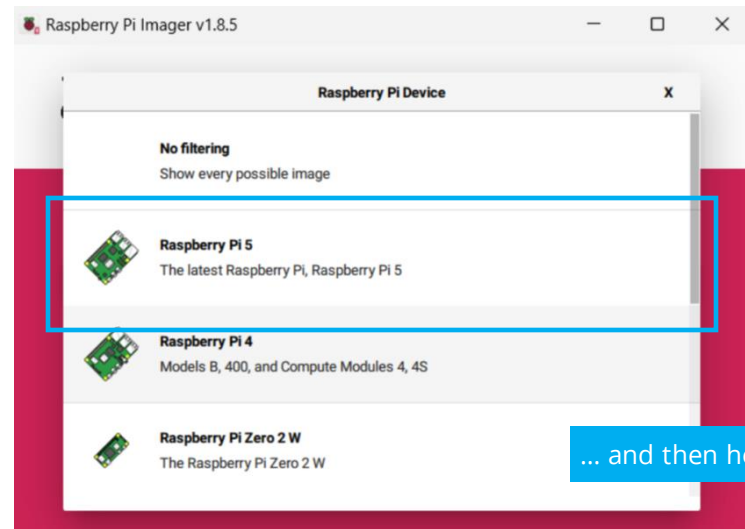 Raspberry Pi Imager v1.8.5
Raspberry Pi Device X
No filtering
Show every possible image
Raspberry Pi 5
The latest Raspberry Pi, Raspberry Pi 5
Raspberry Pi 4
Models B, 400, and Compute Modules 4, 4S
Raspberry Pi Zero 2 W
The Raspberry Pi Zero 2 W
... and then